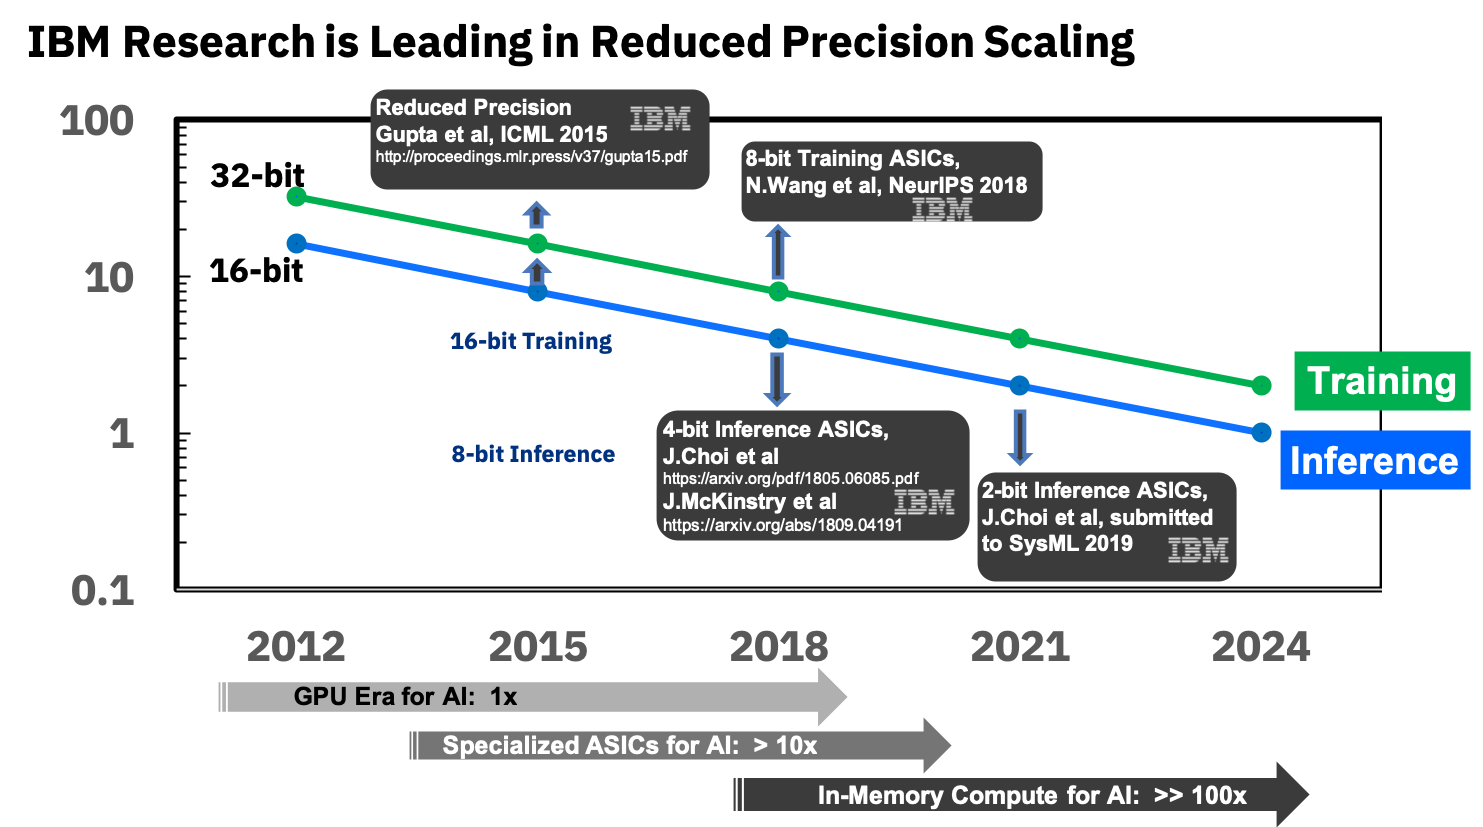 IBM Research is Leading in Reduced Precision Scaling
100
10
1
0.1
32-bit
16-bit
Reduced Precision
Gupta et al, ICML 2015
http://proceedings.mlr.press/v37/gupta15.pdf
IBM
8-bit Training ASICs,
N.Wang et al, NeurIPS 2018
IBM
16-bit Training
8-bit Inference
4-bit Inference ASICs,
J.Choi et al
https://arxiv.org/pdf/1805.06085.pdf
J.McKinstry et al
https://arxiv.org/abs/1809.04191
IBM
2-bit Inference ASICs,
J.Choi et al, submitted
to SysML 2019
IBM
Training
Inference
2012 2015 2018 2021 2024
GPU Era for AI: 1x
Specialized ASICs for AI: > 10x
In-Memory Compute for AI: >> 100x